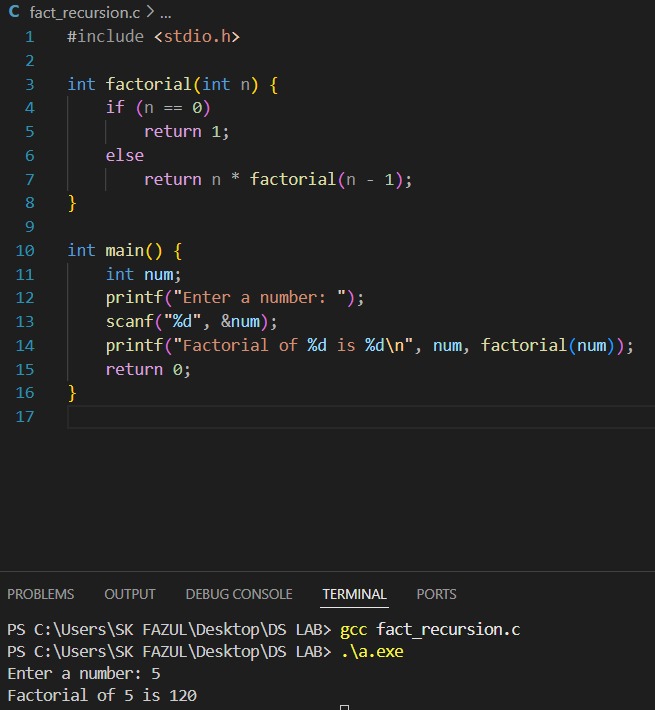 C fact_recursion.c > ...
1 #include <stdio.h>
2
3 int factorial(int n) {
4     if (n == 0)
5         return 1;
6     else
7         return n * factorial(n - 1);
8 }
9
10 int main() {
11     int num;
12     printf("Enter a number: ");
13     scanf("%d", &num);
14     printf("Factorial of %d is %d\n", num, factorial(num));
15     return 0;
16 }
17
PROBLEMS OUTPUT DEBUG CONSOLE TERMINAL PORTS
PS C:\Users\SK FAZUL\Desktop\DS LAB> gcc fact_recursion.c
PS C:\Users\SK FAZUL\Desktop\DS LAB> .\a.exe
Enter a number: 5
Factorial of 5 is 120